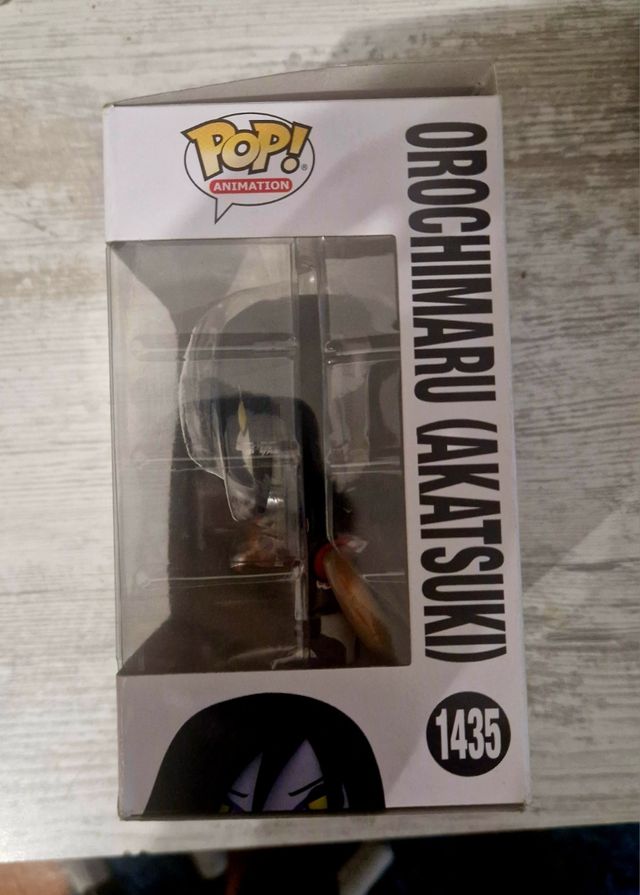 POP!
®
ANIMATION
OROCHIMARU (AKATSUKI)
1435